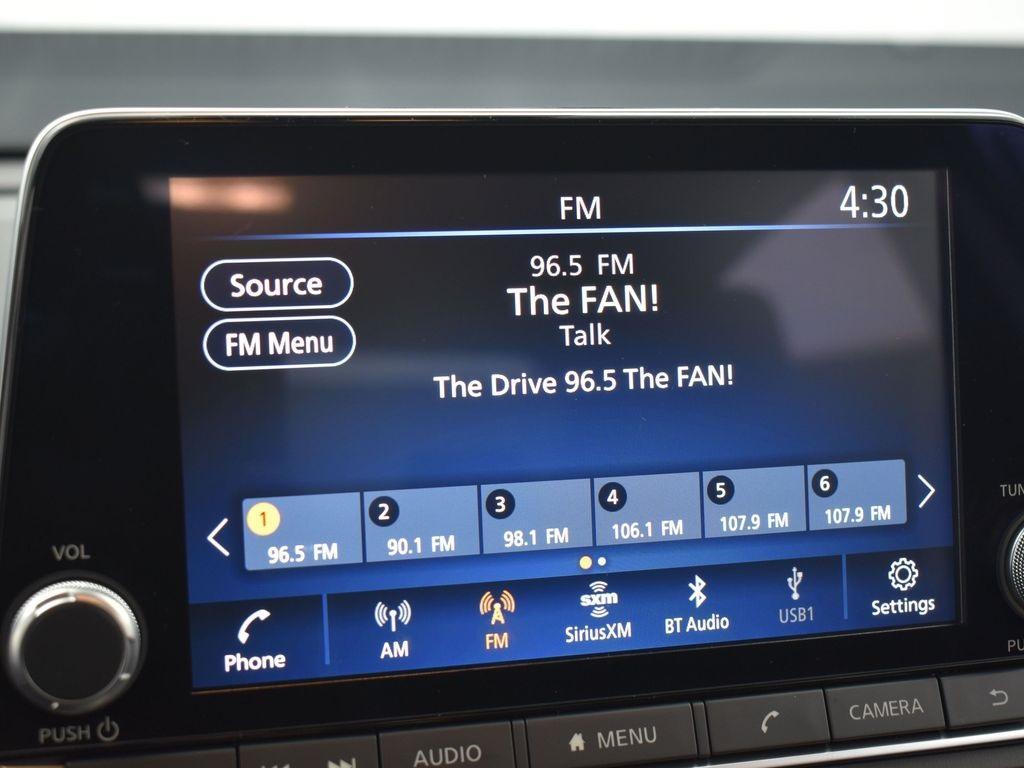 FM
4:30
Source
FM Menu
96.5 FM
The FAN!
Talk
The Drive 96.5 The FAN!
1
96.5 FM
2
90.1 FM
3
98.1 FM
4
106.1 FM
5
107.9 FM
6
107.9 FM
Phone
AM
FM
sxm
SiriusXM
BT Audio
USB1
Settings
VOL
PUSH
TUN
PU
AUDIO
MENU
CAMERA